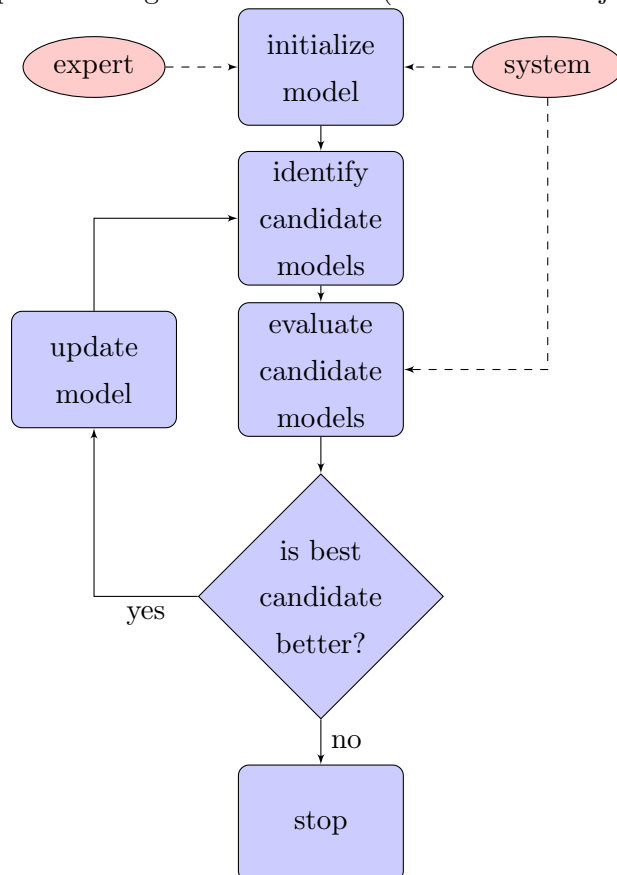 expert
initialize
model
system
identify
candidate
models
evaluate
candidate
models
update
model
is best
candidate
better?
yes
no
stop